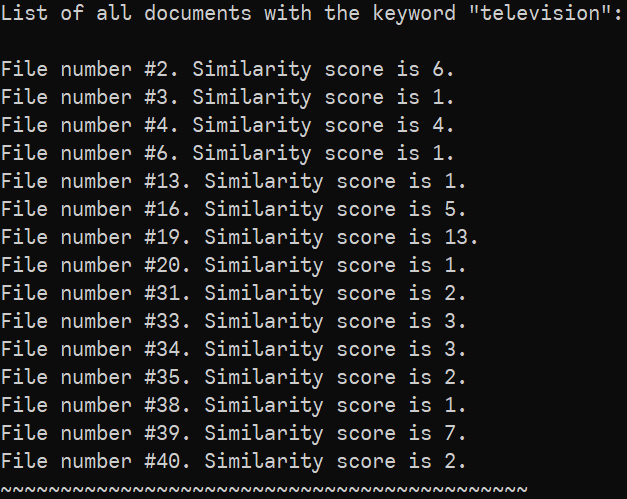 List of all documents with the keyword "television":
File number #2. Similarity score is 6.
File number #3. Similarity score is 1.
File number #4. Similarity score is 4.
File number #6. Similarity score is 1.
File number #13. Similarity score is 1.
File number #16. Similarity score is 5.
File number #19. Similarity score is 13.
File number #20. Similarity score is 1.
File number #31. Similarity score is 2.
File number #33. Similarity score is 3.
File number #34. Similarity score is 3.
File number #35. Similarity score is 2.
File number #38. Similarity score is 1.
File number #39. Similarity score is 7.
File number #40. Similarity score is 2.
~~~~~~~~~~~~~~~~~~~~~~~~~~~~~~~~~~~~~~~~~~~~